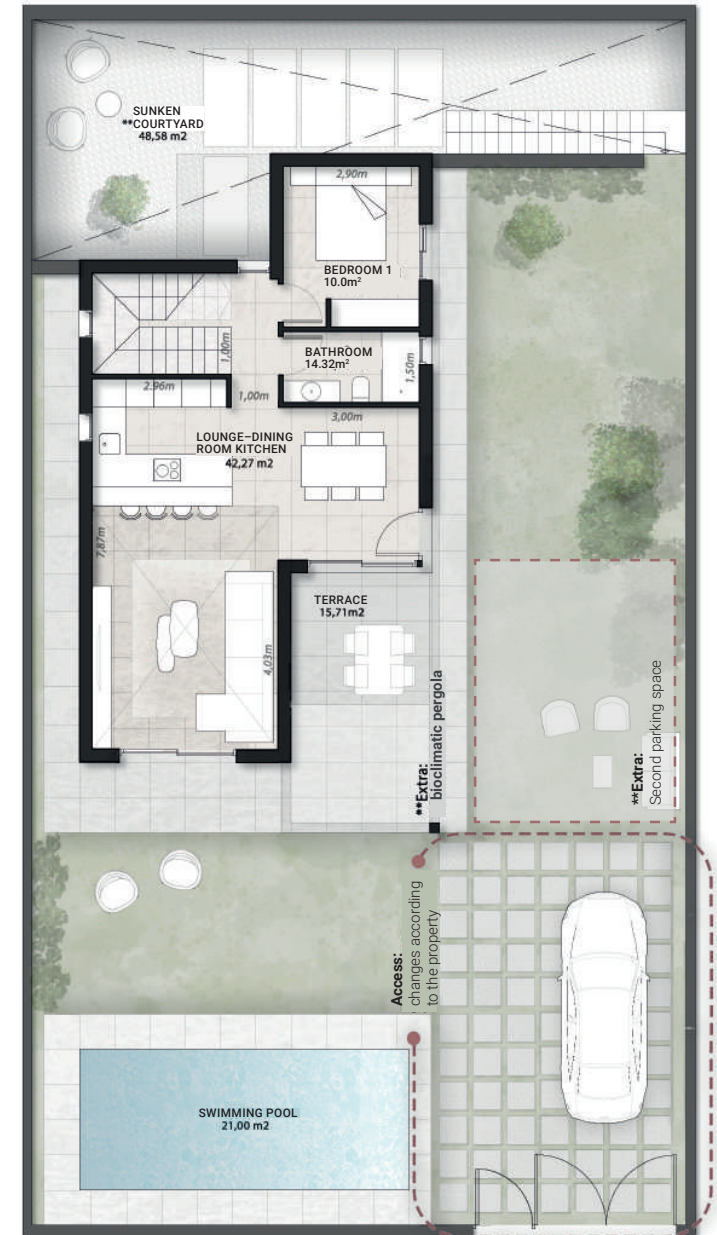 SUNKEN
**COURTYARD
48,58 m2
2,90m
BEDROOM 1
10.0m²
BATHROOM
14.32m²
1,50m
1,00m
2.96m
1,00m
3,00m
LOUNGE–DINING
ROOM KITCHEN
42,27 m2
7,87m
TERRACE
15,71m2
4,03m
**Extra:
bioclimatic pergola
**Extra:
Second parking space
Access:
changes according
to the property
SWIMMING POOL
21,00 m2